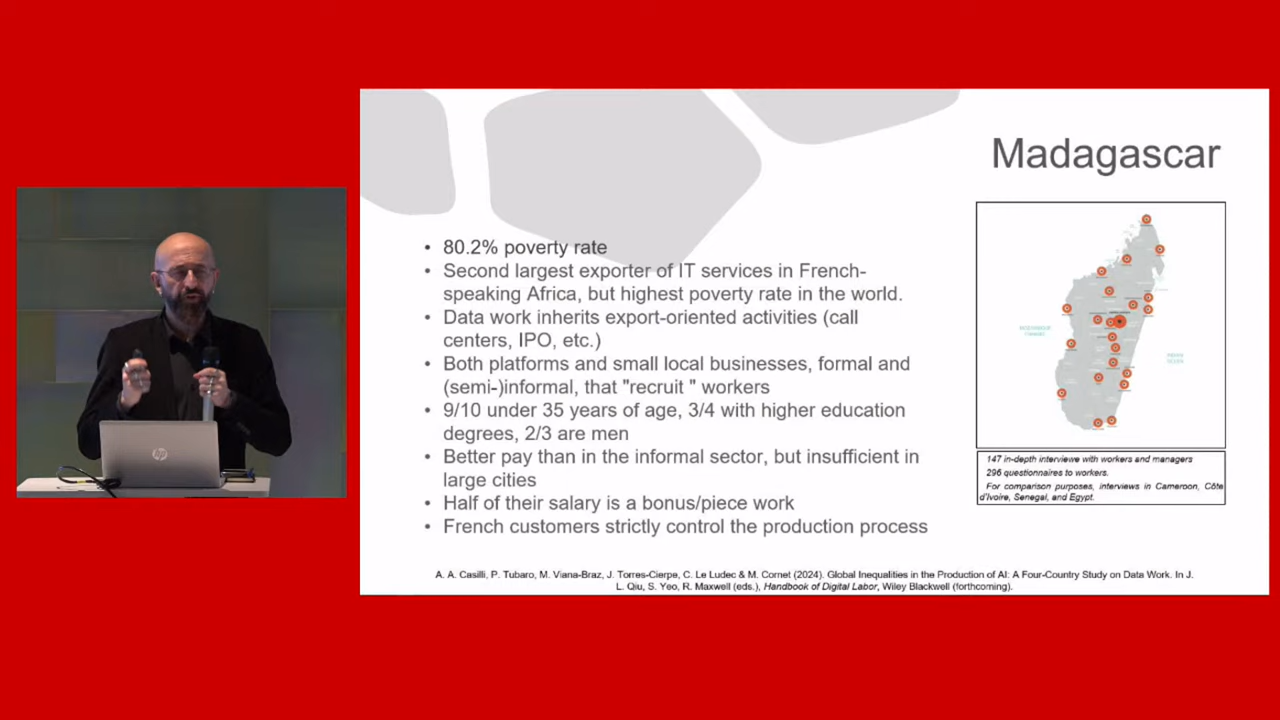 Madagascar
• 80.2% poverty rate
• Second largest exporter of IT services in French-
speaking Africa, but highest poverty rate in the world.
• Data work inherits export-oriented activities (call
centers, IPO, etc.)
• Both platforms and small local businesses, formal and
(semi-)informal, that "recruit " workers
• 9/10 under 35 years of age, 3/4 with higher education
degrees, 2/3 are men
• Better pay than in the informal sector, but insufficient in
large cities
• Half of their salary is a bonus/piece work
• French customers strictly control the production process
147 in-depth interviewe with workers and managers
296 questionnaires to workers.
For comparison purposes, interviews in Cameroon, Côte
d'Ivoire, Senegal, and Egypt.
A. A. Casilli, P. Tubaro, M. Viana-Braz, J. Torres-Cierpe, C. Le Ludec & M. Cornet (2024). Global Inequalities in the Production of AI: A Four-Country Study on Data Work. In J.
L. Qiu, S. Yeo, R. Maxwell (eds.), Handbook of Digital Labor, Wiley Blackwell (forthcoming).
hp